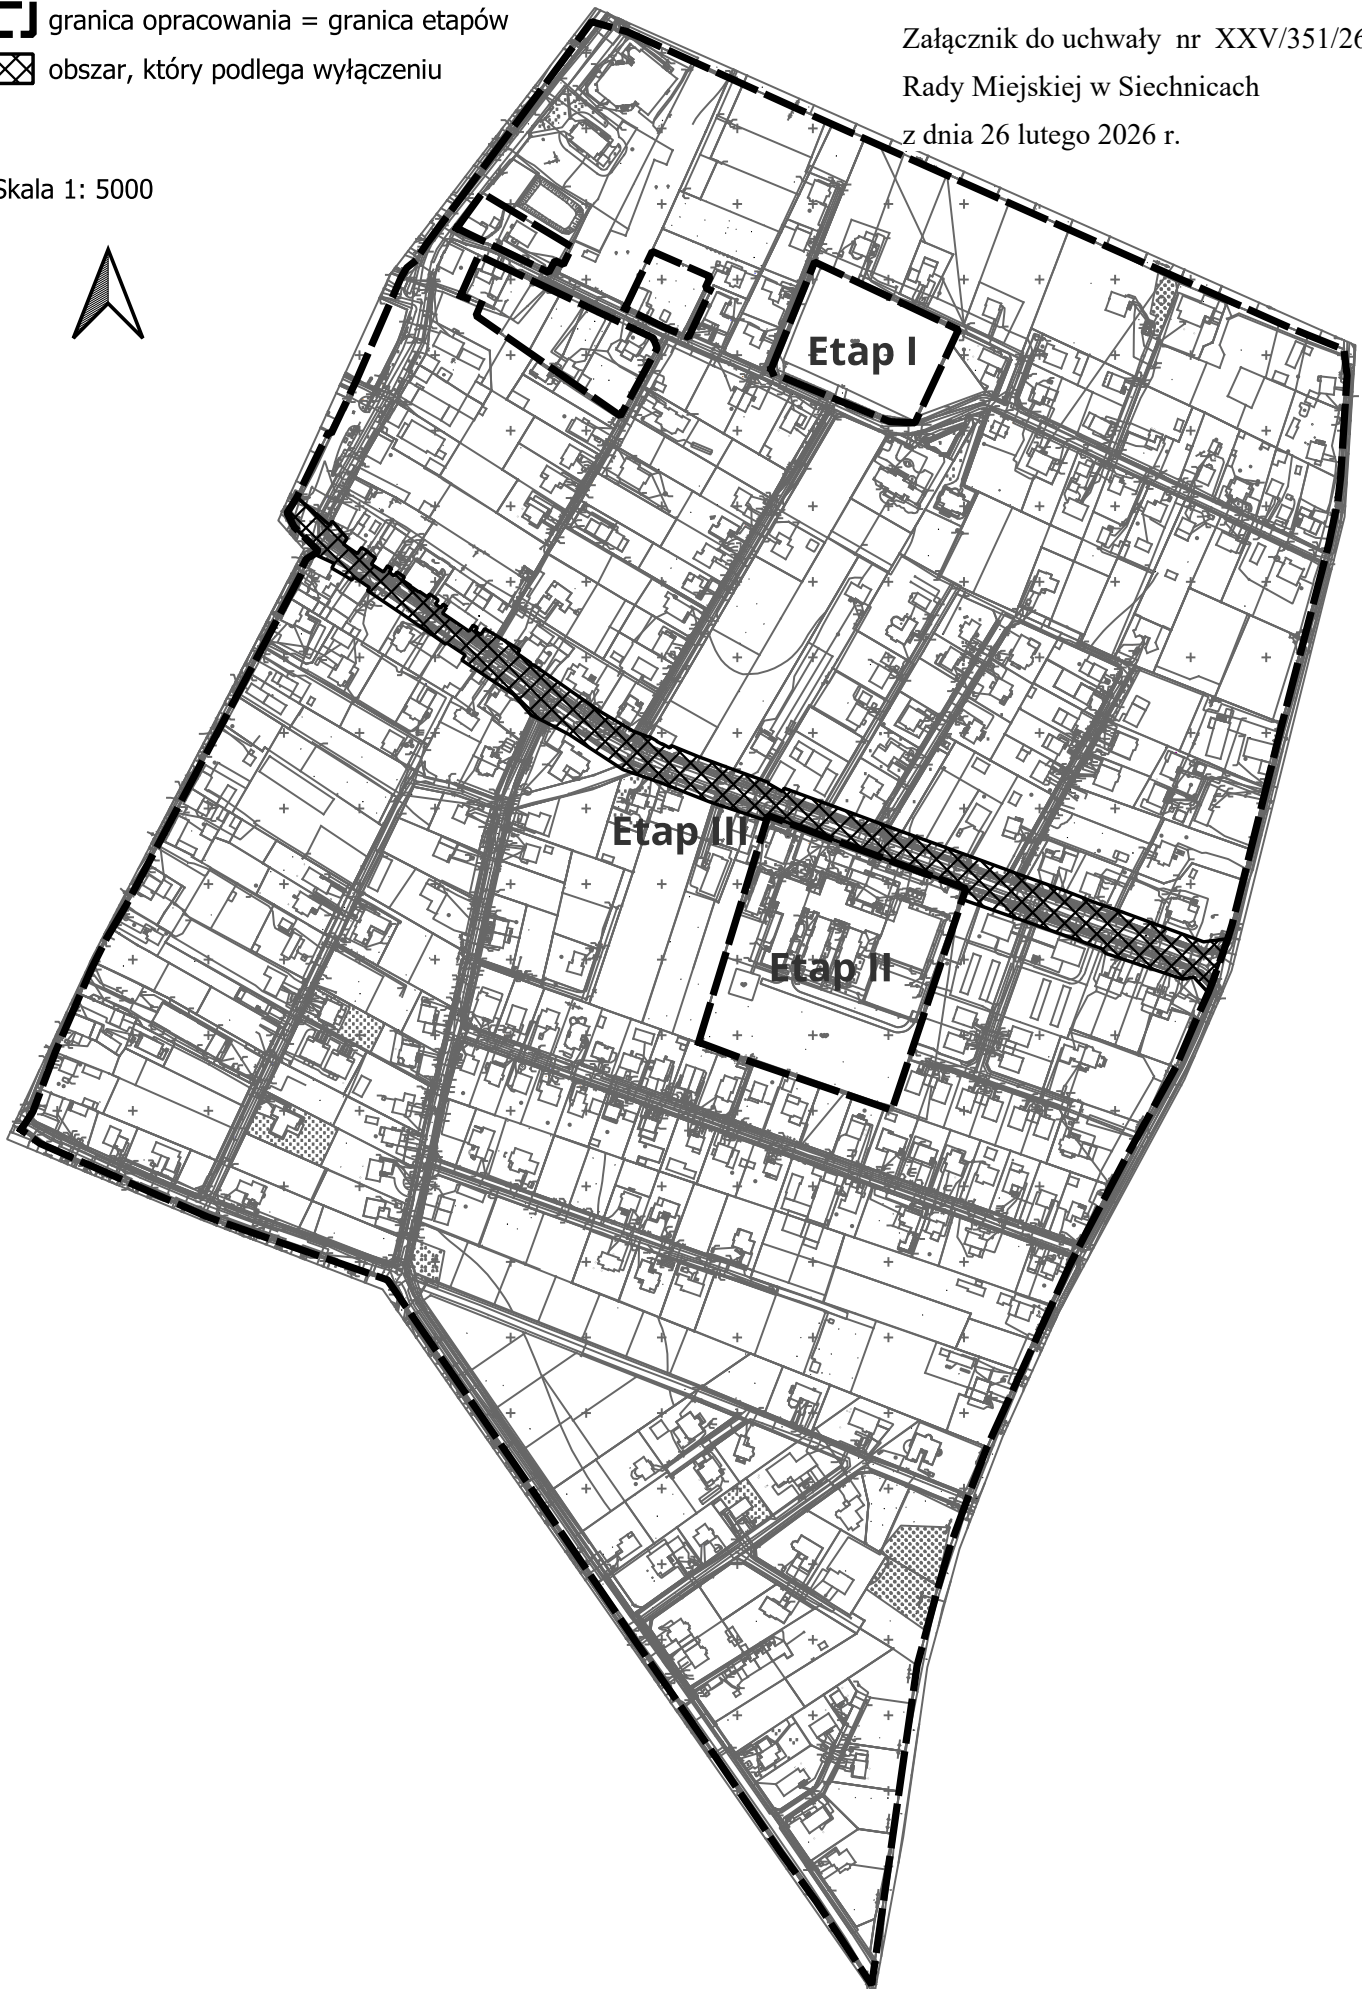 granica opracowania = granica etapów
obszar, który podlega wyłączeniu
Załącznik do uchwały nr XXV/351/26
Rady Miejskiej w Siechnicach
z dnia 26 lutego 2026 r.
Skala 1: 5000
Etap I
Etap III
Etap II